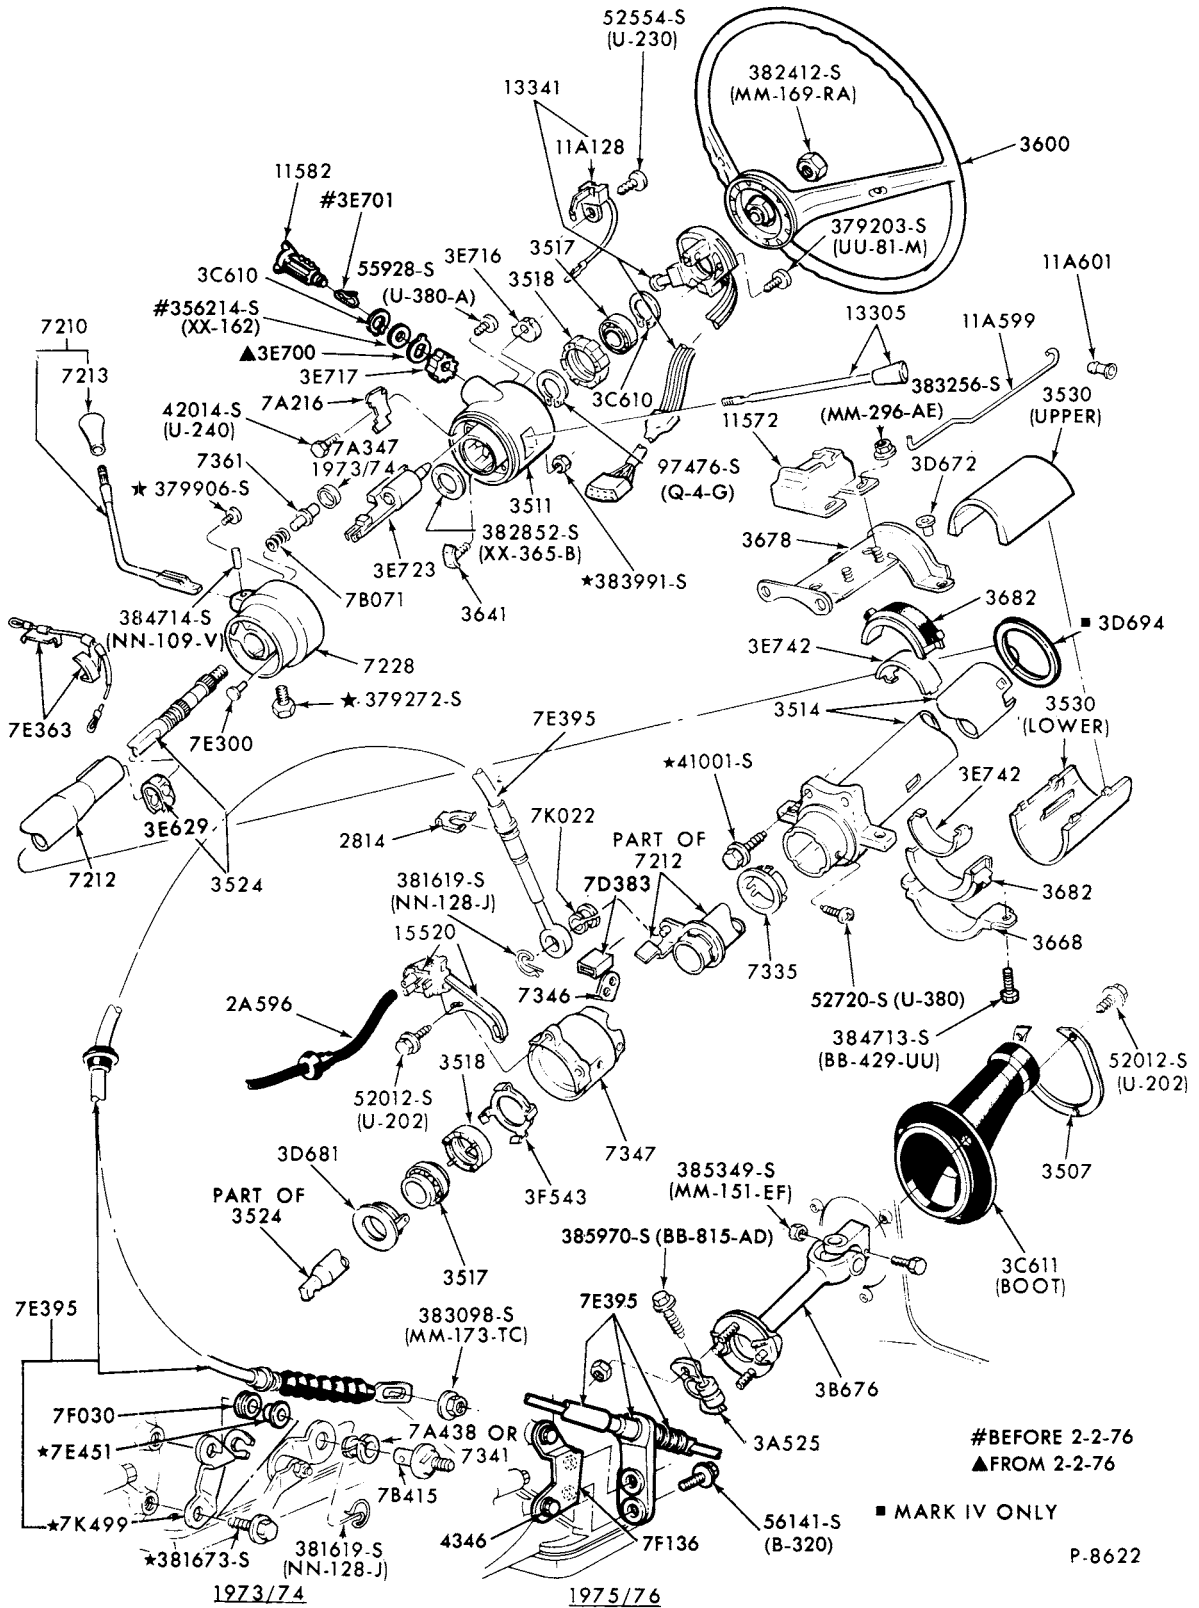 52554-S
(U-230)
382412-S
(MM-169-RA)
13341
11A128
3600
11582
#3E701
3517
379203-S
(UU-81-M)
3E716
3518
3C610
55928-S
(U-380-A)
11A601
#356214-S
(XX-162)
7210
13305
11A599
▲3E700
7213
3E717
3C610
383256-S
(MM-296-AE)
3530
(UPPER)
7A216
42014-S
(U-240)
11572
7A347
1973/74
7361
97476-S
(Q-4-G)
3D672
★379906-S
3511
382852-S
(XX-365-B)
3678
3E723
★383991-S
7B071
3641
384714-S
(NN-109-V)
3682
■ 3D694
3E742
7228
★379272-S
3514
3530
(LOWER)
7E363
7E300
7E395
★41001-S
3E742
7K022
PART OF
7212
3E629
2814
7212
3524
381619-S
(NN-128-J)
7D383
3682
15520
3668
7335
7346
52720-S (U-380)
2A596
384713-S
(BB-429-UU)
3518
52012-S
(U-202)
52012-S
(U-202)
3D681
7347
3507
PART OF
3524
3F543
385349-S
(MM-151-EF)
385970-S (BB-815-AD)
3517
3C611
(BOOT)
7E395
383098-S
(MM-173-TC)
7E395
3B676
7F030
7A438 OR
7341
3A525
#BEFORE 2-2-76
★7E451
▲FROM 2-2-76
7B415
■ MARK IV ONLY
★7K499
4346
7F136
56141-S
(B-320)
★381673-S
381619-S
(NN-128-J)
P-8622
1973/74
1975/76